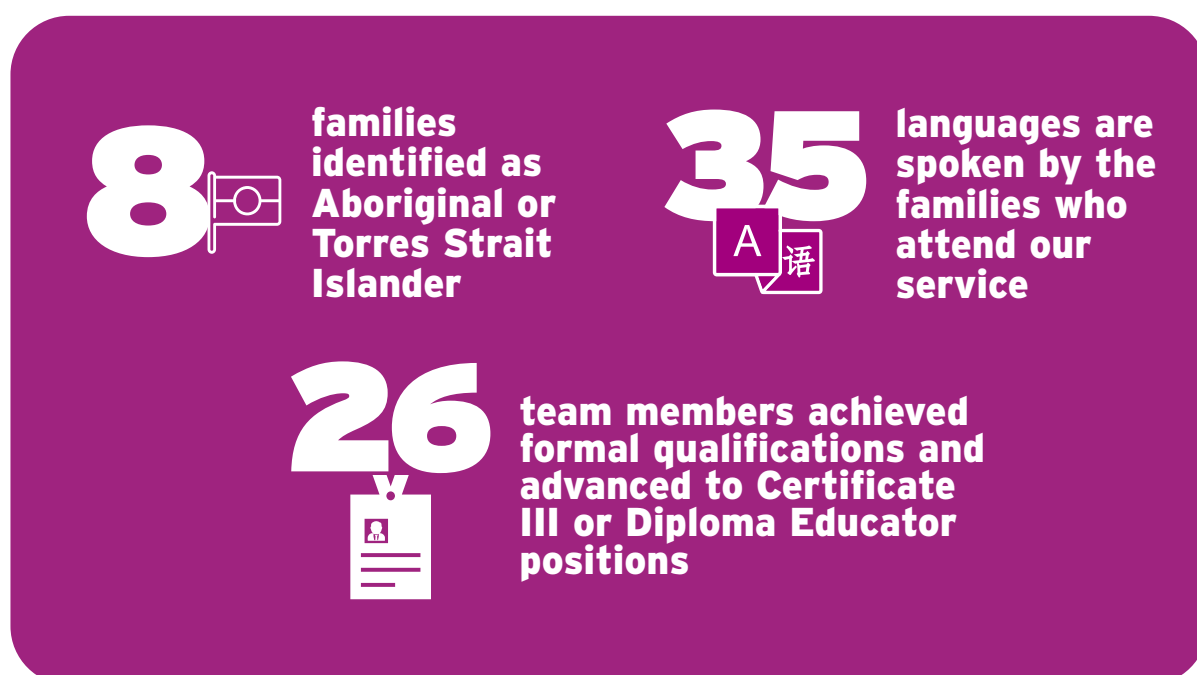 8
families
identified as
Aboriginal or
Torres Strait
Islander
35
A 语
languages are
spoken by the
families who
attend our
service
26
team members achieved
formal qualifications and
advanced to Certificate
III or Diploma Educator
positions